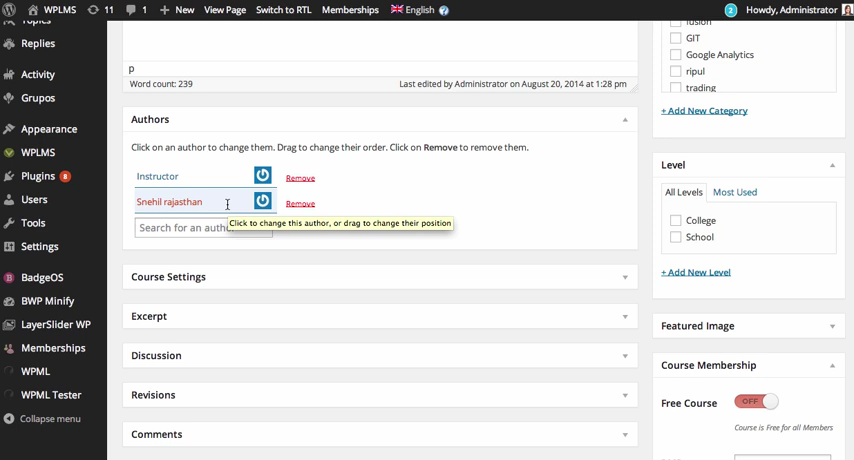 WPLMS 11 1 + New View Page Switch to RTL Memberships English ? 2 Howdy, Administrator
Topics
Replies
Activity
Grupos
Appearance
WPLMS
Plugins 8
Users
Tools
Settings
BadgeOS
BWP Minify
LayerSlider WP
Memberships
WPML
WPML Tester
Collapse menu
p
Word count: 239 Last edited by Administrator on August 20, 2014 at 1:28 pm
Authors
Click on an author to change them. Drag to change their order. Click on Remove to remove them.
Instructor Remove
Snehil rajasthan Remove
Click to change this author, or drag to change their position
Search for an
Course Settings
Excerpt
Discussion
Revisions
Comments
fusion
GIT
Google Analytics
ripul
trading
+ Add New Category
Level
All Levels Most Used
College
School
+ Add New Level
Featured Image
Course Membership
Free Course OFF
Course is Free for all Members